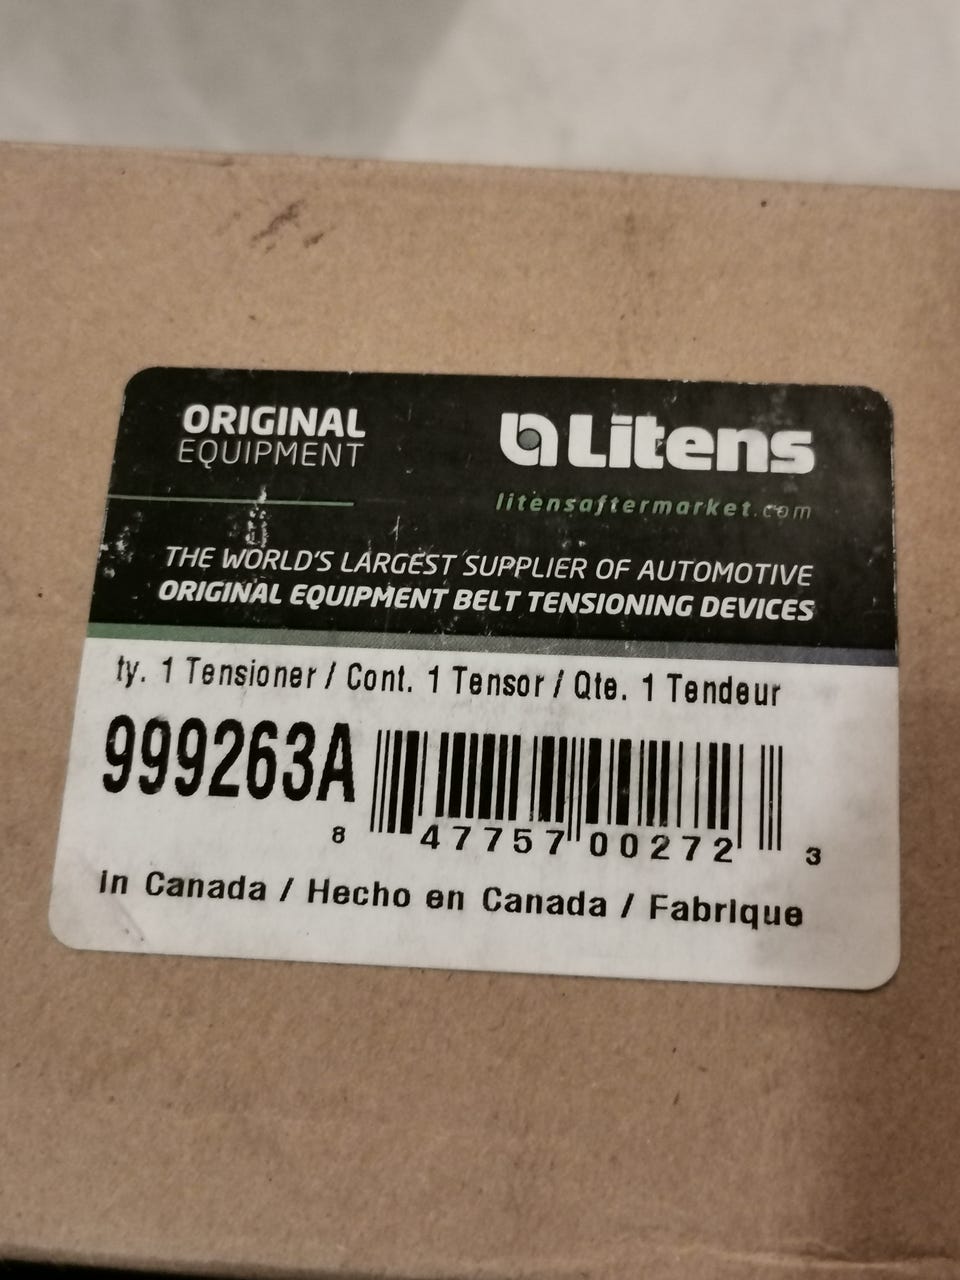 ORIGINAL
EQUIPMENT
Litens
litensaftermarket.com
THE WORLD'S LARGEST SUPPLIER OF AUTOMOTIVE
ORIGINAL EQUIPMENT BELT TENSIONING DEVICES
ty. 1 Tensioner / Cont. 1 Tensor / Qte. 1 Tendeur
999263A
8 47757 00272 3
in Canada / Hecho en Canada / Fabrique